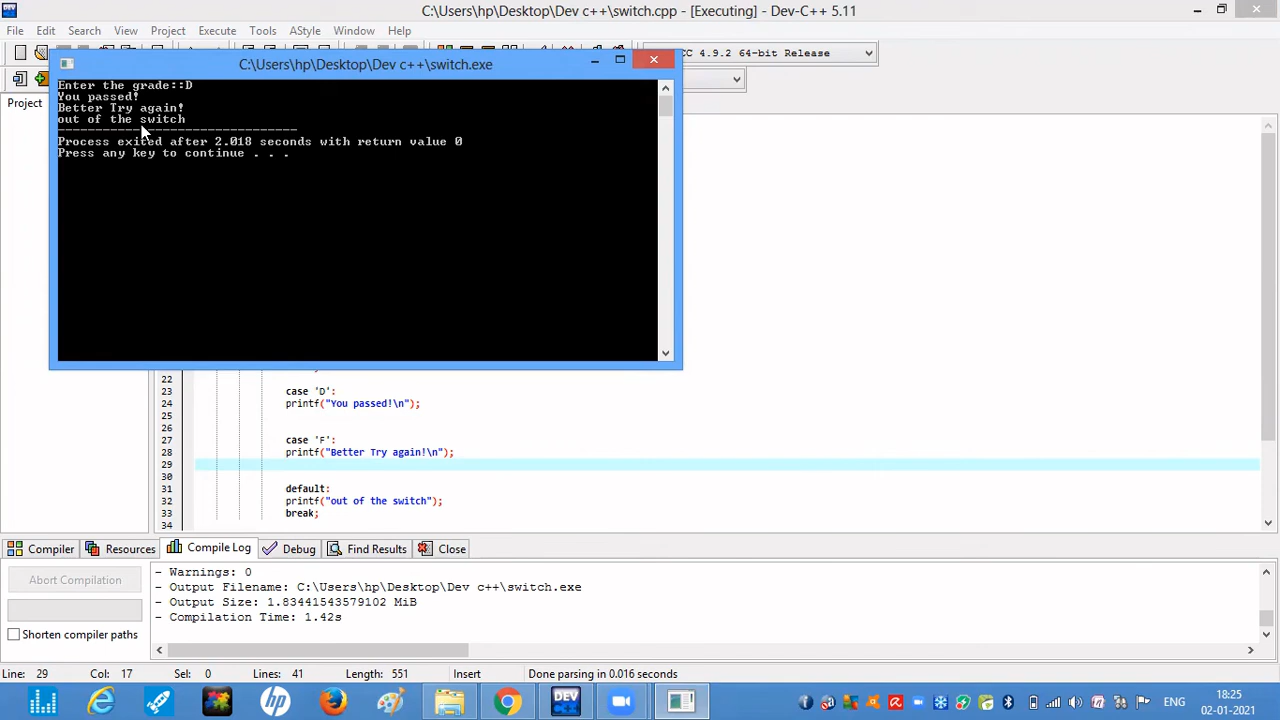 C:\Users\hp\Desktop\Dev c++\switch.cpp - [Executing] - Dev-C++ 5.11
File Edit Search View Project Execute Tools AStyle Window Help
CC 4.9.2 64-bit Release
Project
C:\Users\hp\Desktop\Dev c++\switch.exe
Enter the grade::D
You passed!
Better Try again!
out of the switch
--------------------------------
Process exited after 2.018 seconds with return value 0
Press any key to continue . . .
22
23 case 'D':
24 printf("You passed!\n");
25
26
27 case 'F':
28 printf("Better Try again!\n");
29
30
31 default:
32 printf("out of the switch");
33 break;
34
Compiler Resources Compile Log Debug Find Results Close
Abort Compilation
Shorten compiler paths
- Warnings: 0
- Output Filename: C:\Users\hp\Desktop\Dev c++\switch.exe
- Output Size: 1.83441543579102 MiB
- Compilation Time: 1.42s
Line: 29 Col: 17 Sel: 0 Lines: 41 Length: 551 Insert Done parsing in 0.016 seconds
DEV
ENG
18:25
02-01-2021